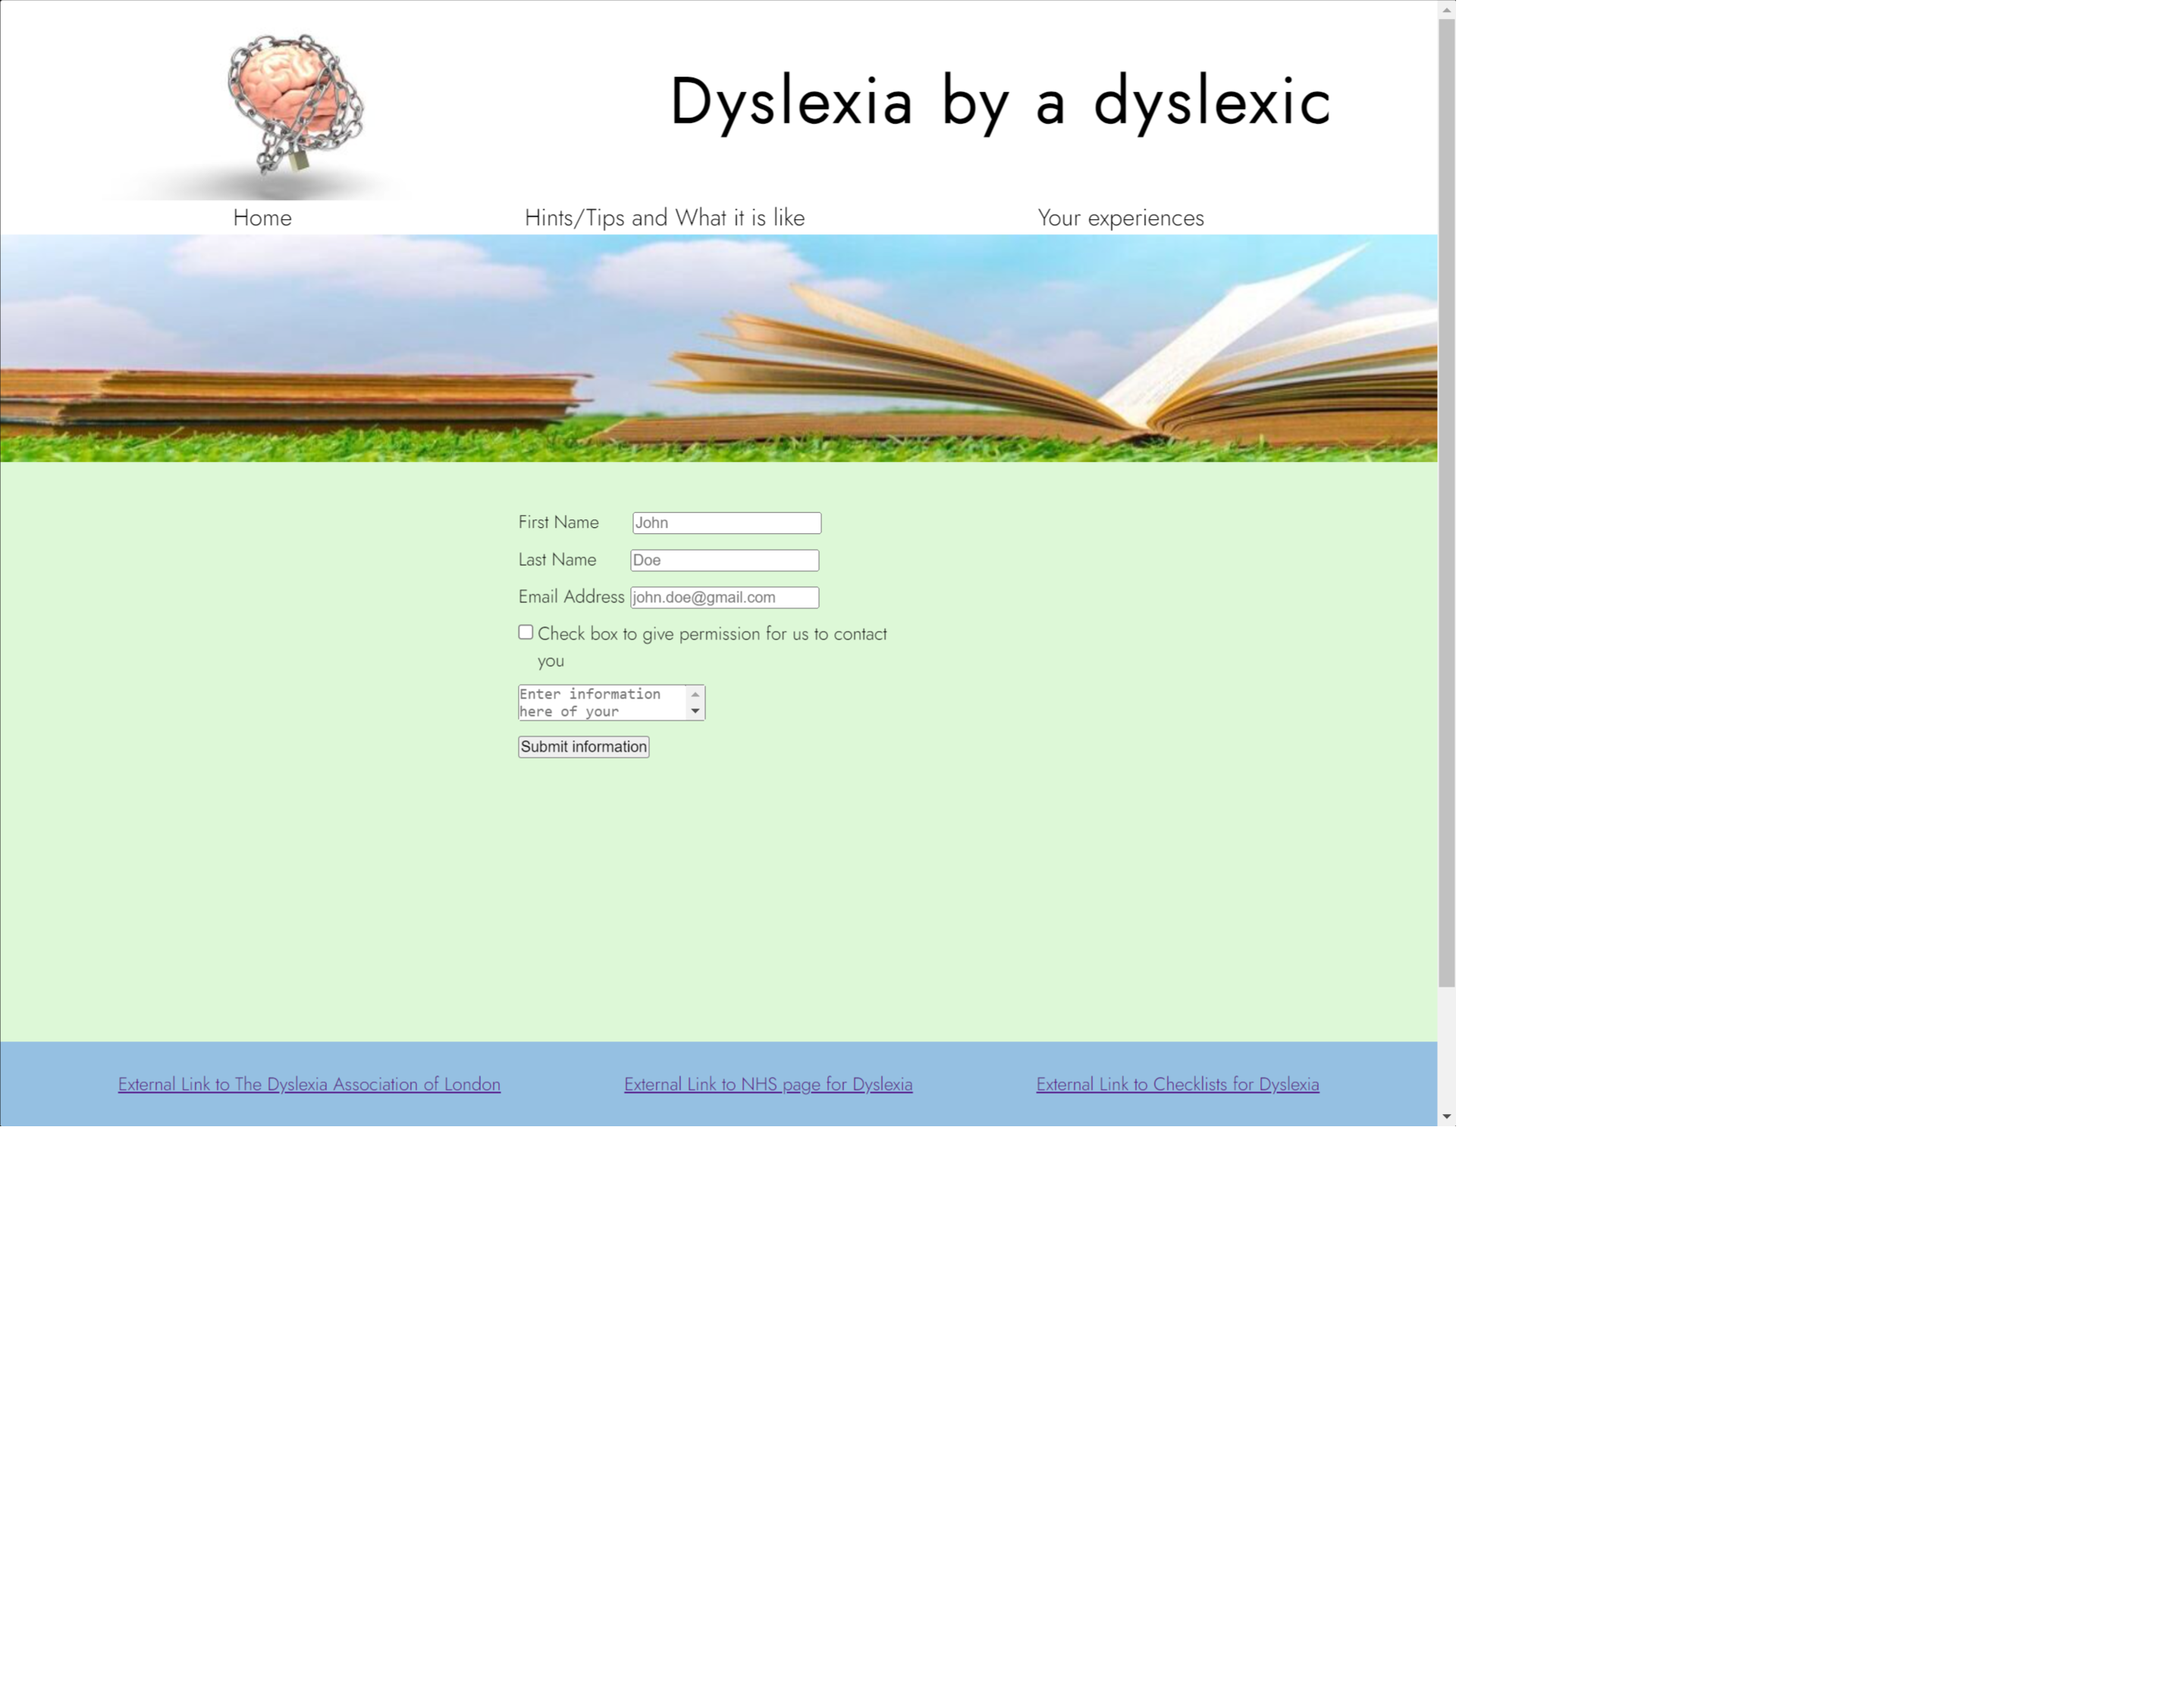 Dyslexia by a dyslexic
Home Hints/Tips and What it is like Your experiences
First Name John
Last Name Doe
Email Address john.doe@gmail.com
Check box to give permission for us to contact
you
Enter information
here of your
Submit information
External Link to The Dyslexia Association of London External Link to NHS page for Dyslexia External Link to Checklists for Dyslexia